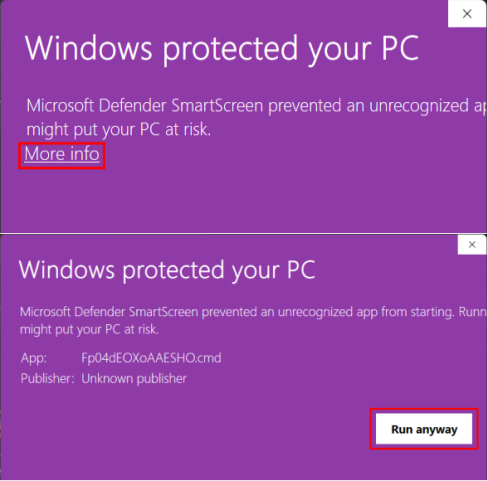 Windows protected your PC
Microsoft Defender SmartScreen prevented an unrecognized
might put your PC at risk.
More info
Windows protected your PC
Microsoft Defender SmartScreen prevented an unrecognized app from starting.
might put your PC at risk.
App: Fp04dEOXoAAESHO.cmd
Publisher: Unknown publisher
Run anyway